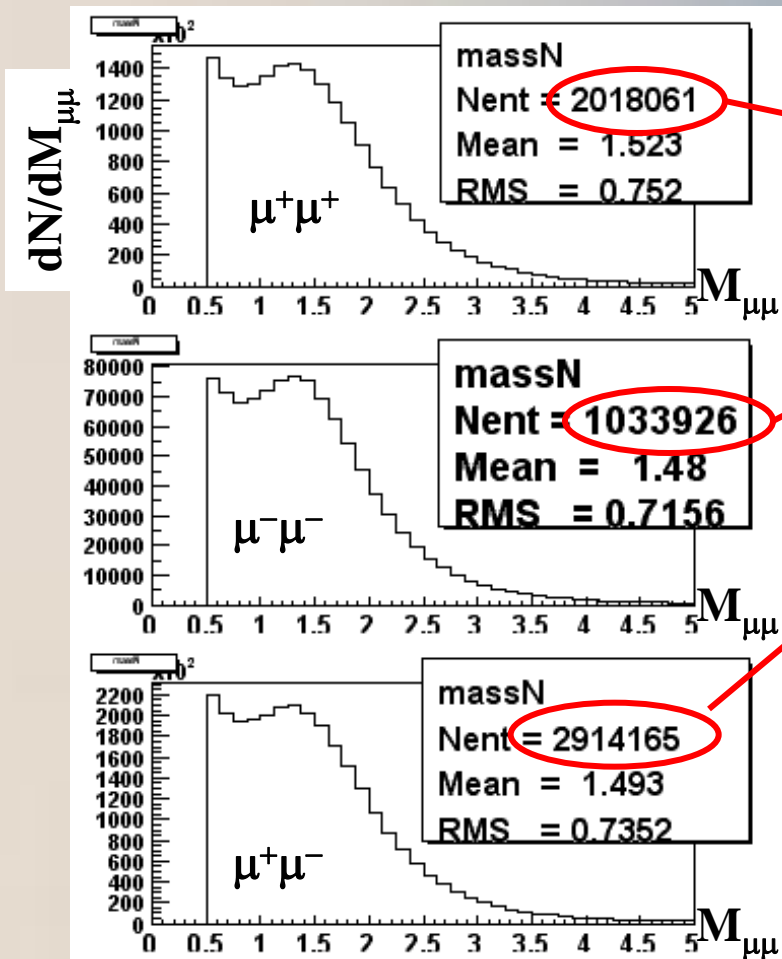 x10²
massN
Nent = 2018061
Mean = 1.523
RMS = 0.752
1400
1200
1000
800
600
400
200
0
dN/dMμμ
μ⁺μ⁺
0 0.5 1 1.5 2 2.5 3 3.5 4 4.5 5
Mμμ
massN
Nent = 1033926
Mean = 1.48
RMS = 0.7156
80000
70000
60000
50000
40000
30000
20000
10000
0
μ⁻μ⁻
0 0.5 1 1.5 2 2.5 3 3.5 4 4.5 5
Mμμ
x10²
massN
Nent = 2914165
Mean = 1.493
RMS = 0.7352
2200
2000
1800
1600
1400
1200
1000
800
600
400
200
0
μ⁺μ⁻
0 0.5 1 1.5 2 2.5 3 3.5 4 4.5 5
Mμμ